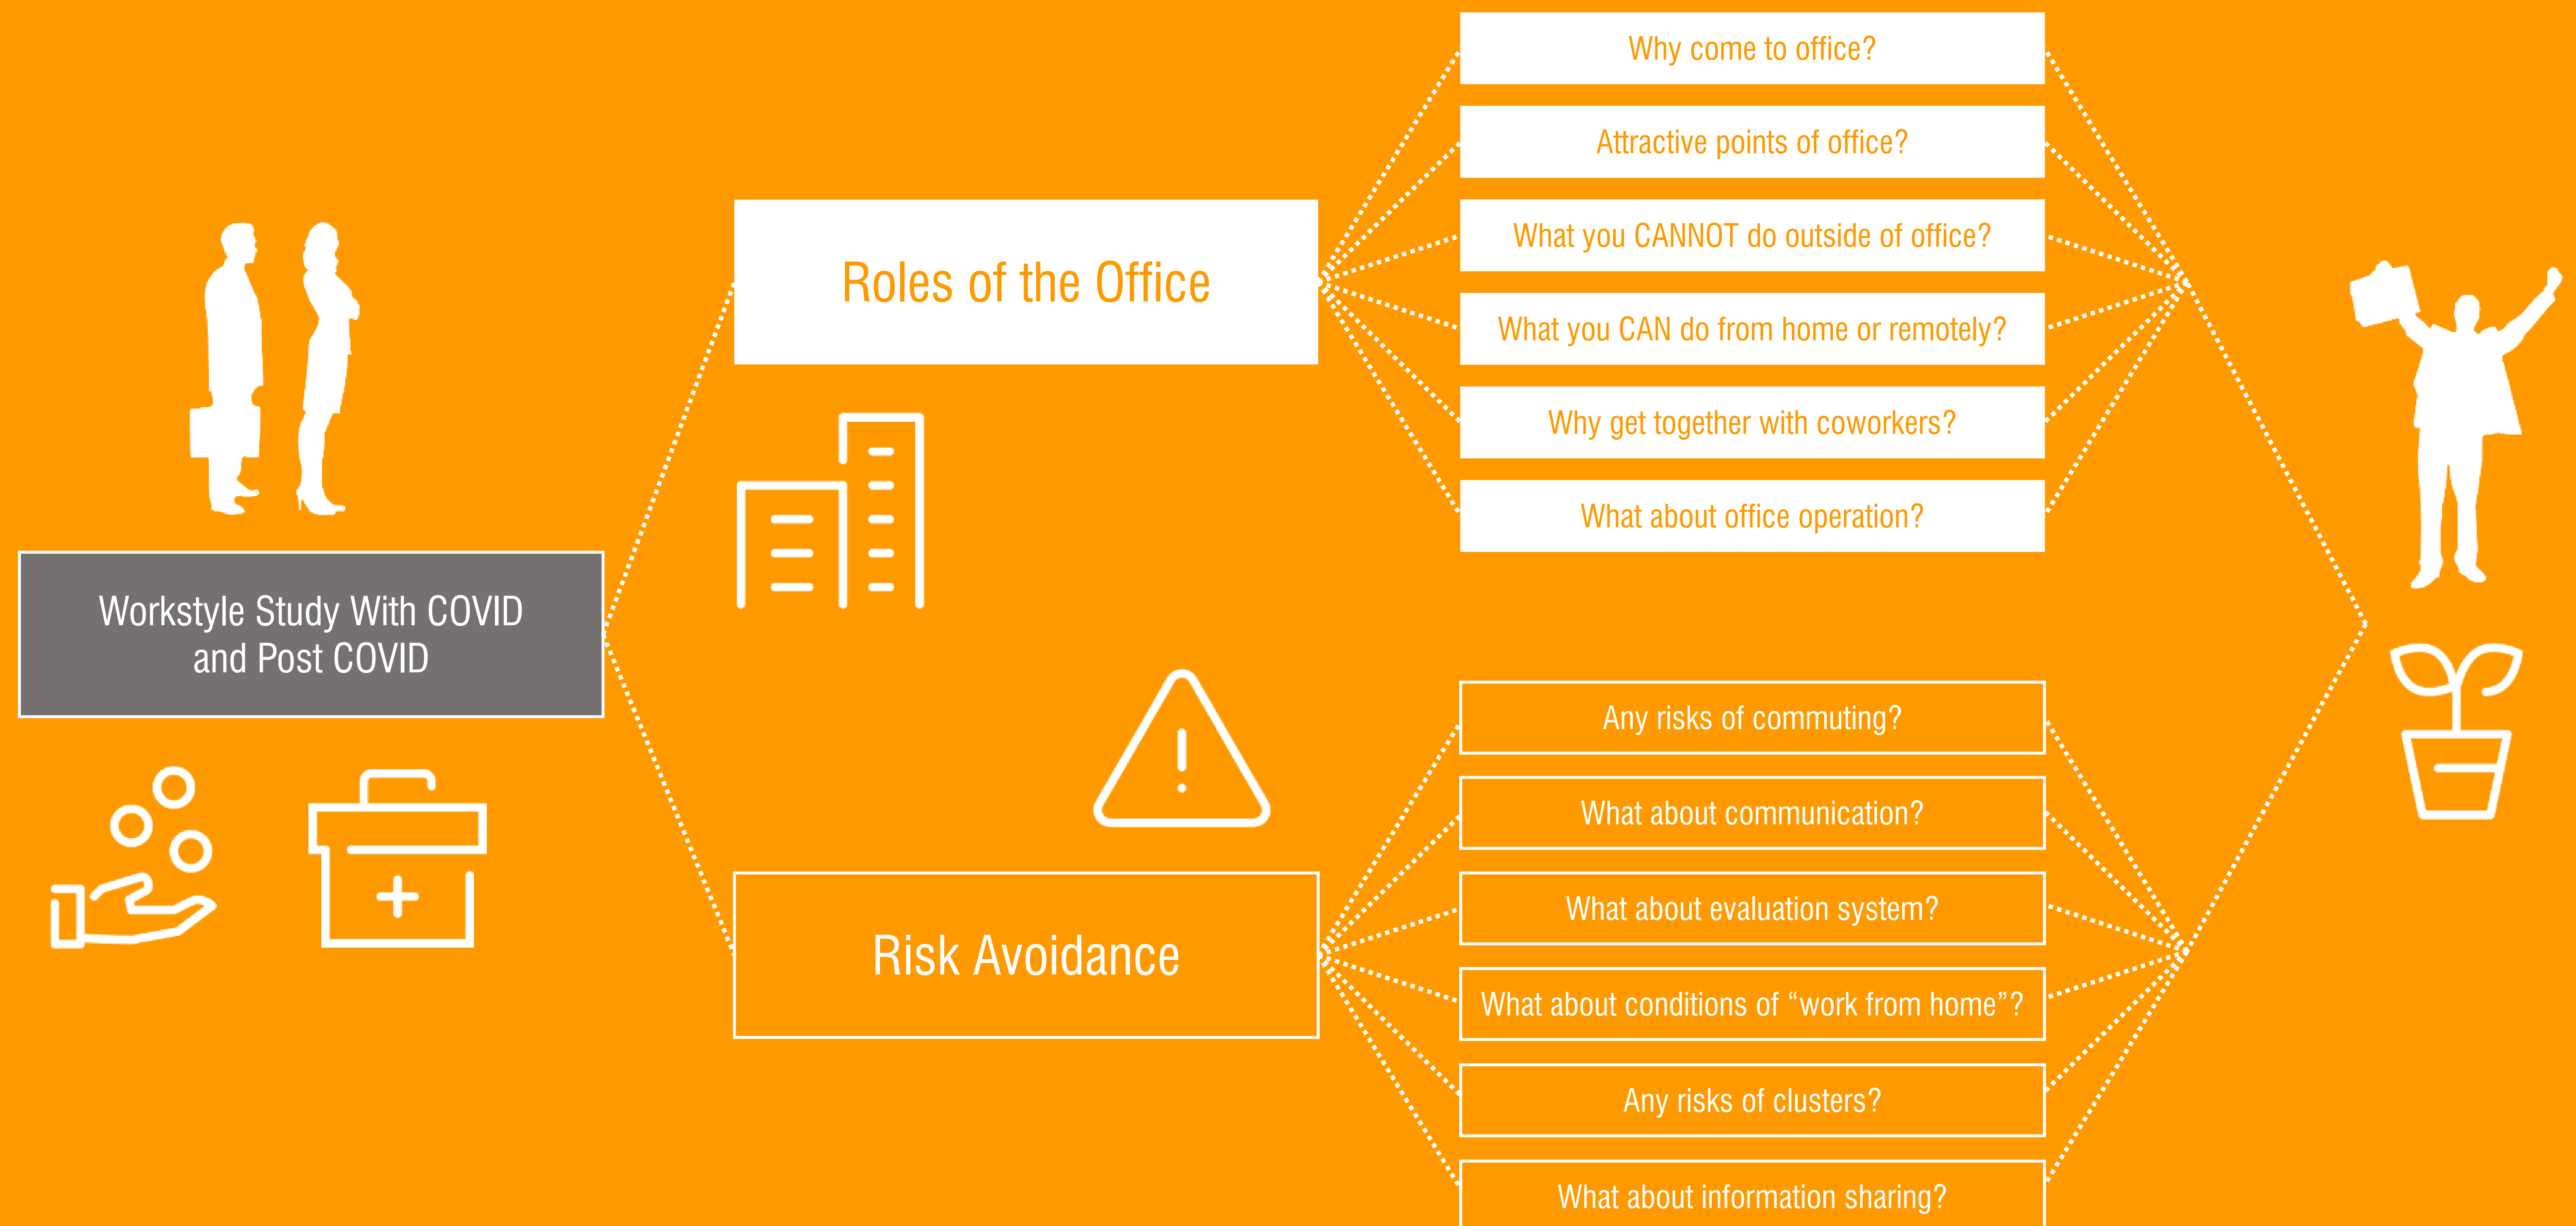 Workstyle Study With COVID
and Post COVID
Roles of the Office
Why come to office?
Attractive points of office?
What you CANNOT do outside of office?
What you CAN do from home or remotely?
Why get together with coworkers?
What about office operation?
Risk Avoidance
Any risks of commuting?
What about communication?
What about evaluation system?
What about conditions of “work from home”?
Any risks of clusters?
What about information sharing?